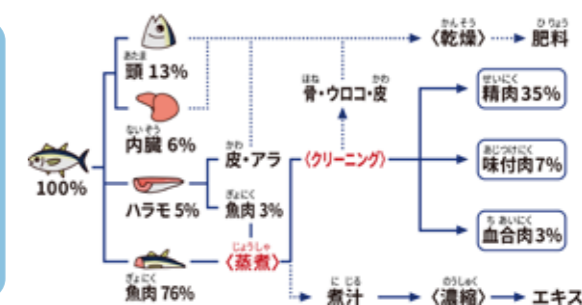 100%
あたま
頭 13%
ないぞう
内臓 6%
ハラモ 5%
ぎょにく
魚肉 76%
かわ
皮・アラ
ぎょにく
魚肉 3%
じょうしゃ
〈蒸煮〉
ほね かわ
骨・ウロコ・皮
〈クリーニング〉
かんそう
〈乾燥〉
ひりょう
肥料
せいにく
精肉 35%
あじつけにく
味付肉 7%
ちあいにく
血合肉 3%
にじる
煮汁
のうしゅく
〈濃縮〉
エキス